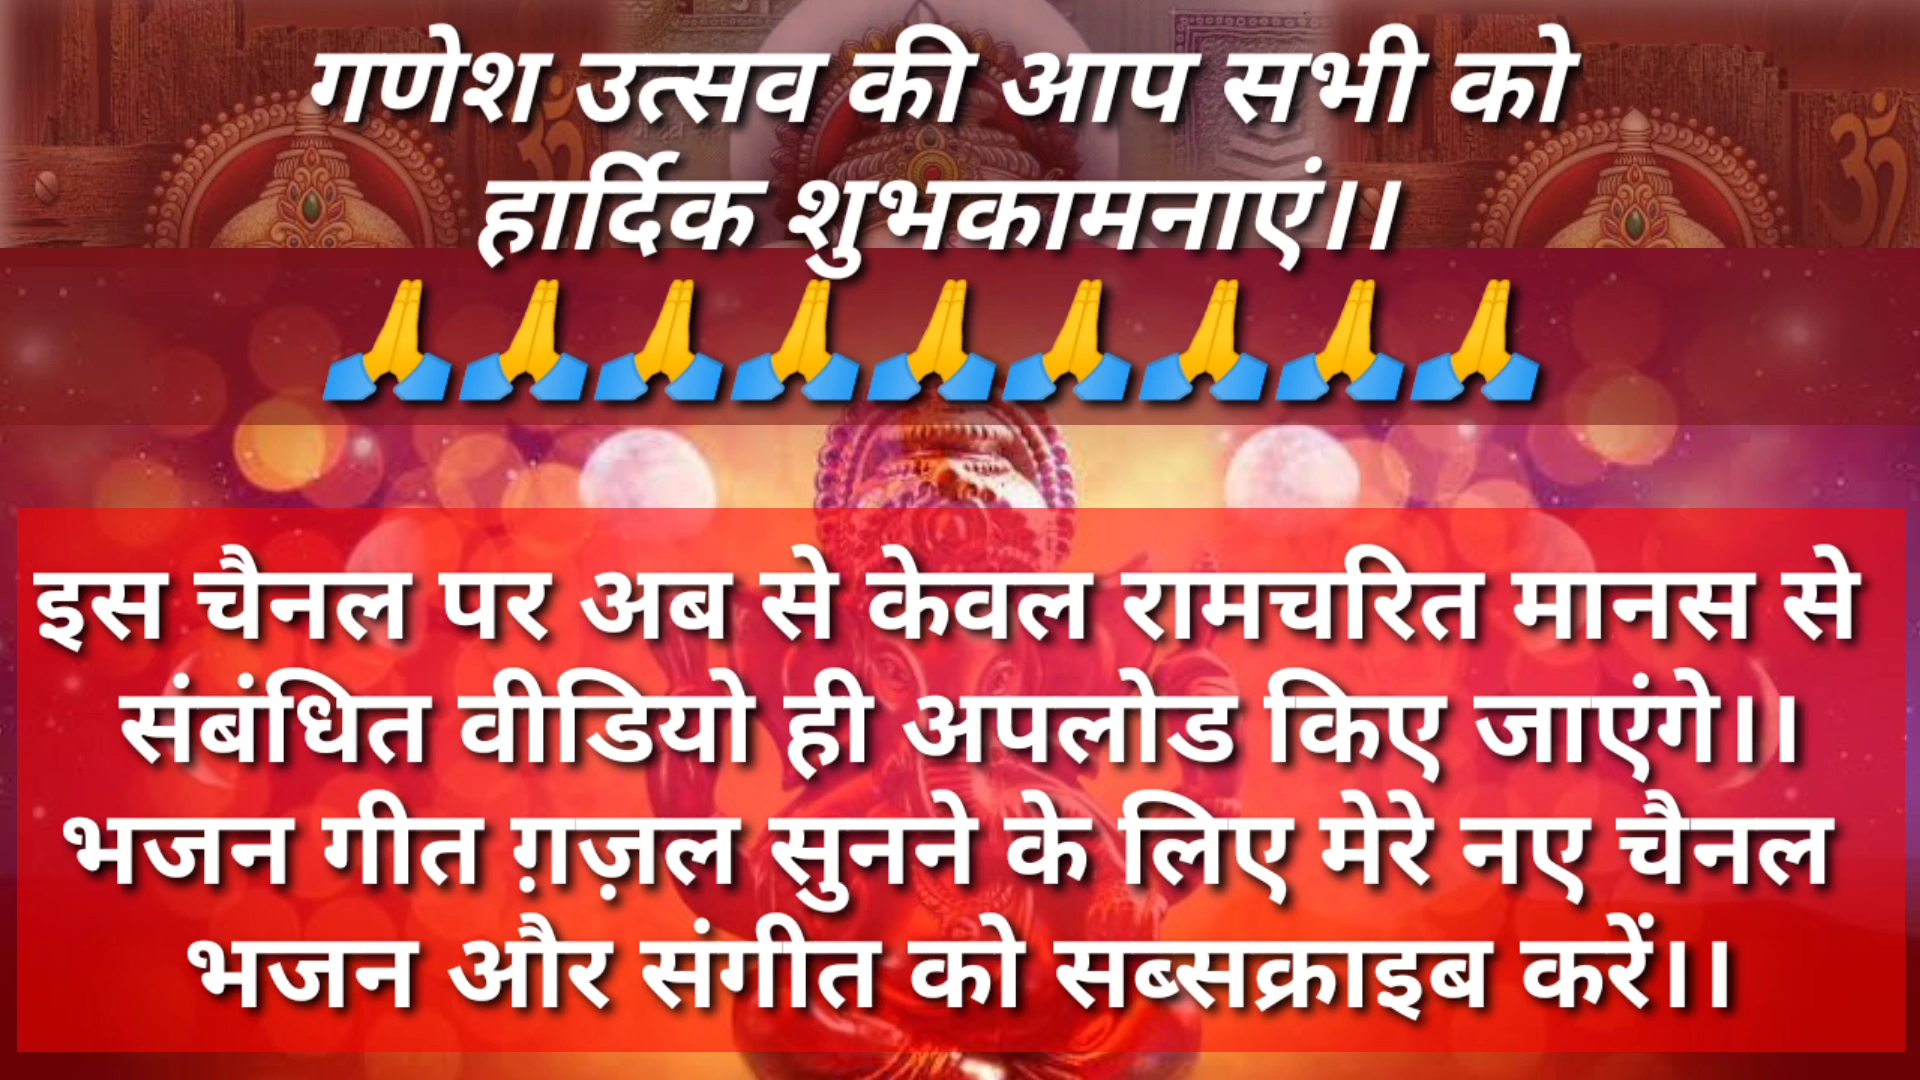 गणेश उत्सव की आप सभी को
हार्दिक शुभकामनाएं।।
🙏🙏🙏🙏🙏🙏🙏🙏🙏
इस चैनल पर अब से केवल रामचरित मानस से
संबंधित वीडियो ही अपलोड किए जाएंगे।।
भजन गीत ग़ज़ल सुनने के लिए मेरे नए चैनल
भजन और संगीत को सब्सक्राइब करें।।
ॐ
ॐ